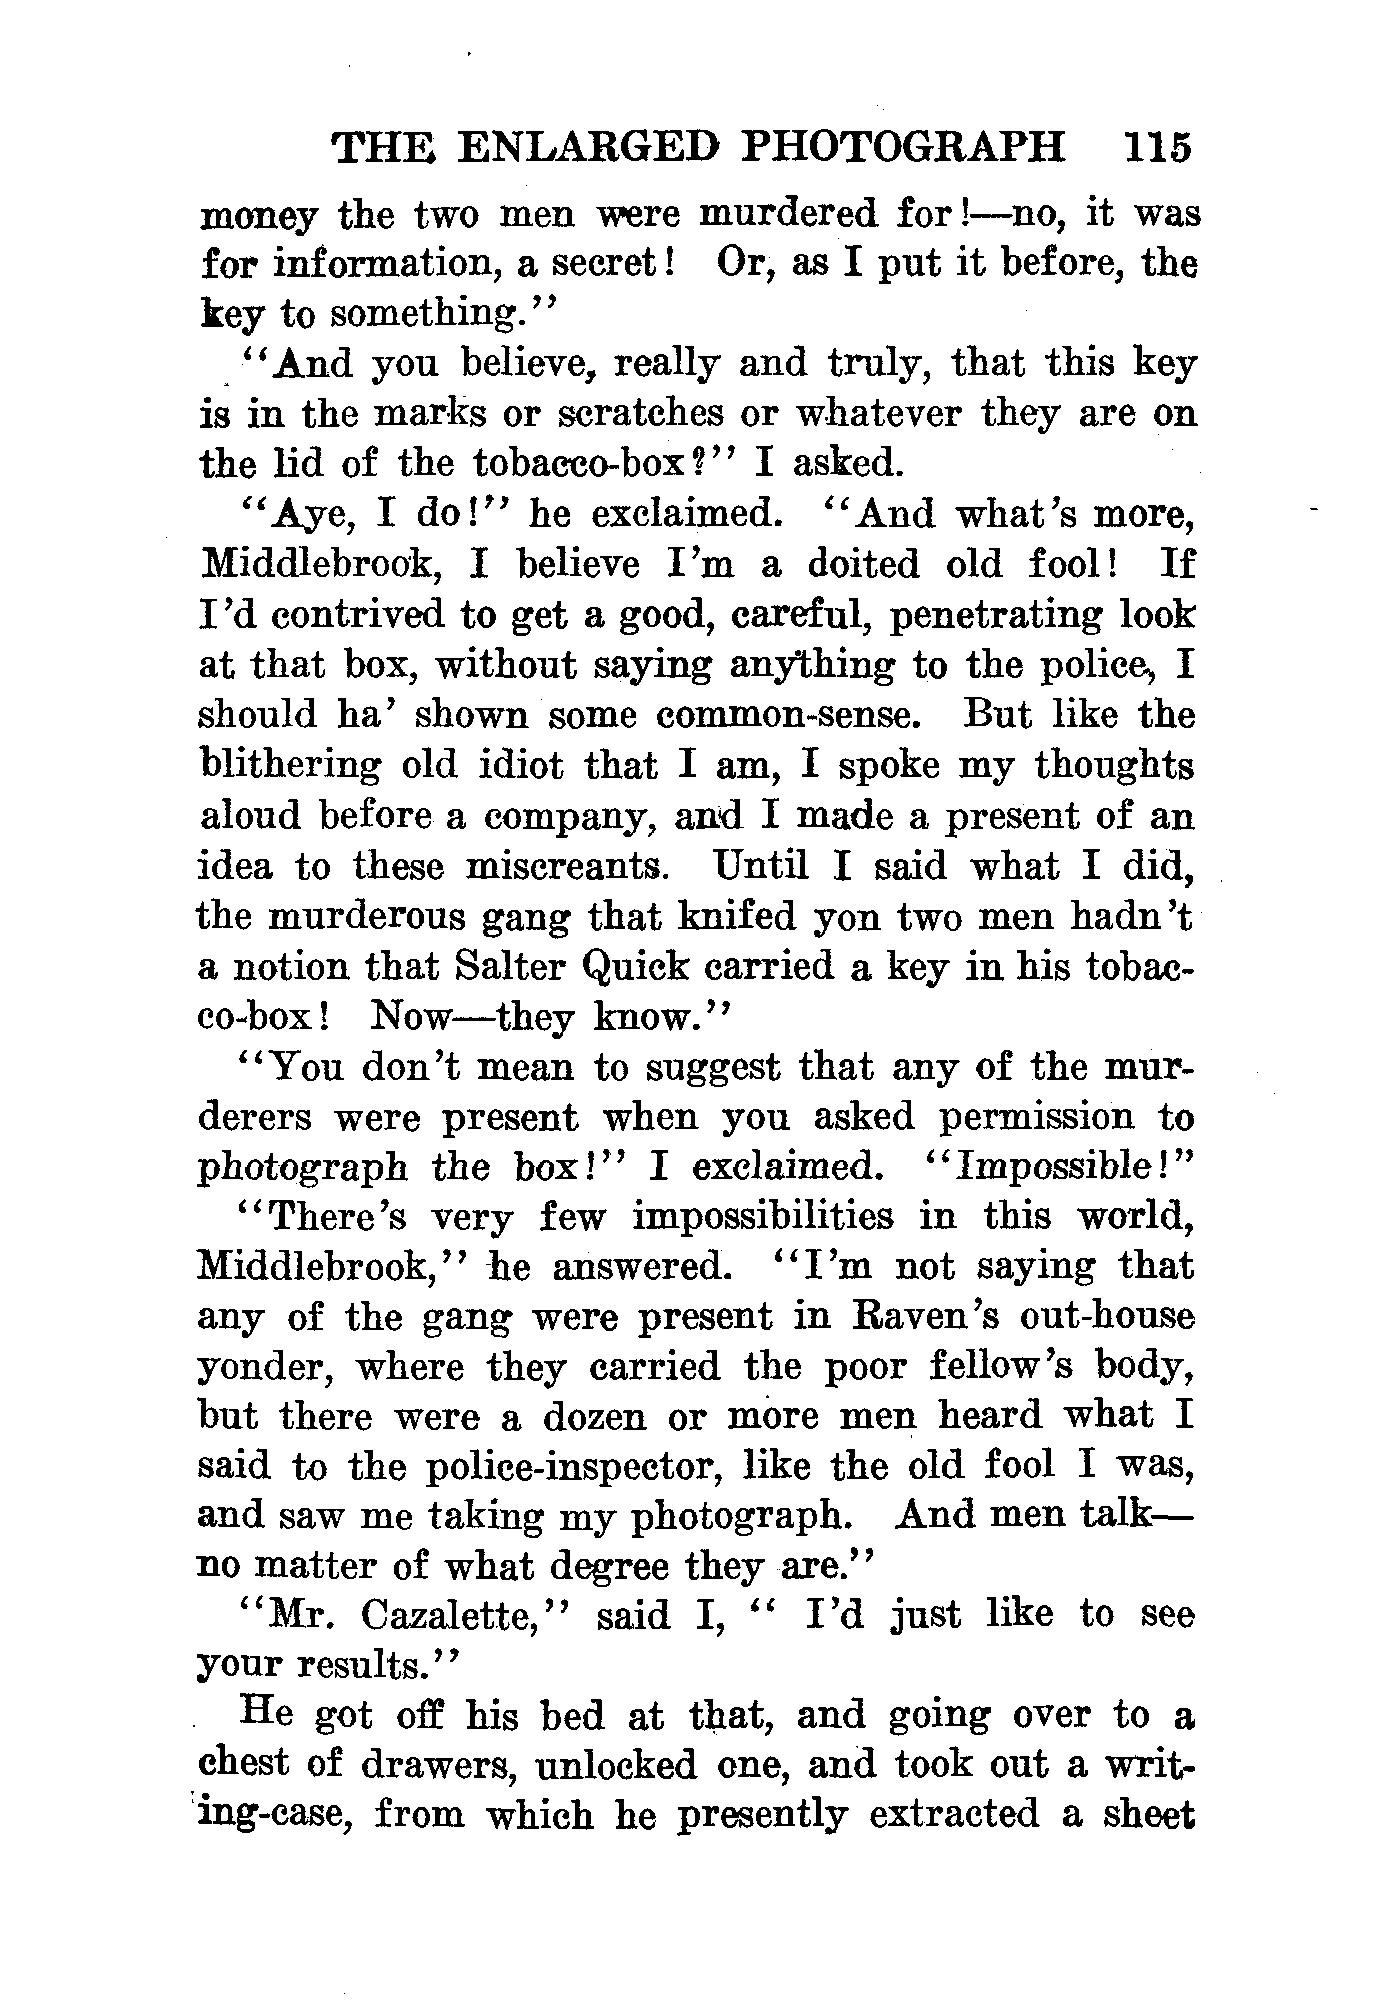 THE ENLARGED PHOTOGRAPH 115
money the two men were murdered for!—no, it was
for information, a secret! Or, as I put it before, the
key to something."
"And you believe, really and truly, that this key
is in the marks or scratches or whatever they are on
the lid of the tobacco-box?" I asked.
"Aye, I do!" he exclaimed. "And what's more,
Middlebrook, I believe I'm a doited old fool! If
I'd contrived to get a good, careful, penetrating look
at that box, without saying anything to the police, I
should ha' shown some common-sense. But like the
blithering old idiot that I am, I spoke my thoughts
aloud before a company, and I made a present of an
idea to these miscreants. Until I said what I did,
the murderous gang that knifed yon two men hadn't
a notion that Salter Quick carried a key in his tobac-
co-box! Now—they know."
"You don't mean to suggest that any of the mur-
derers were present when you asked permission to
photograph the box!" I exclaimed. "Impossible!"
"There's very few impossibilities in this world,
Middlebrook," he answered. "I'm not saying that
any of the gang were present in Raven's out-house
yonder, where they carried the poor fellow's body,
but there were a dozen or more men heard what I
said to the police-inspector, like the old fool I was,
and saw me taking my photograph. And men talk—
no matter of what degree they are."
"Mr. Cazalette," said I, " I'd just like to see
your results."
He got off his bed at that, and going over to a
chest of drawers, unlocked one, and took out a writ-
ing-case, from which he presently extracted a sheet